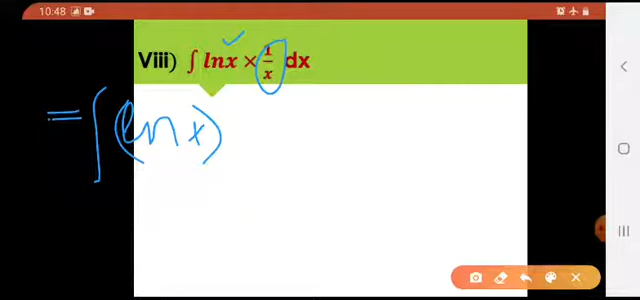 10:48
Viii) ∫ lnx × 1/x dx
= ∫ (ln x)